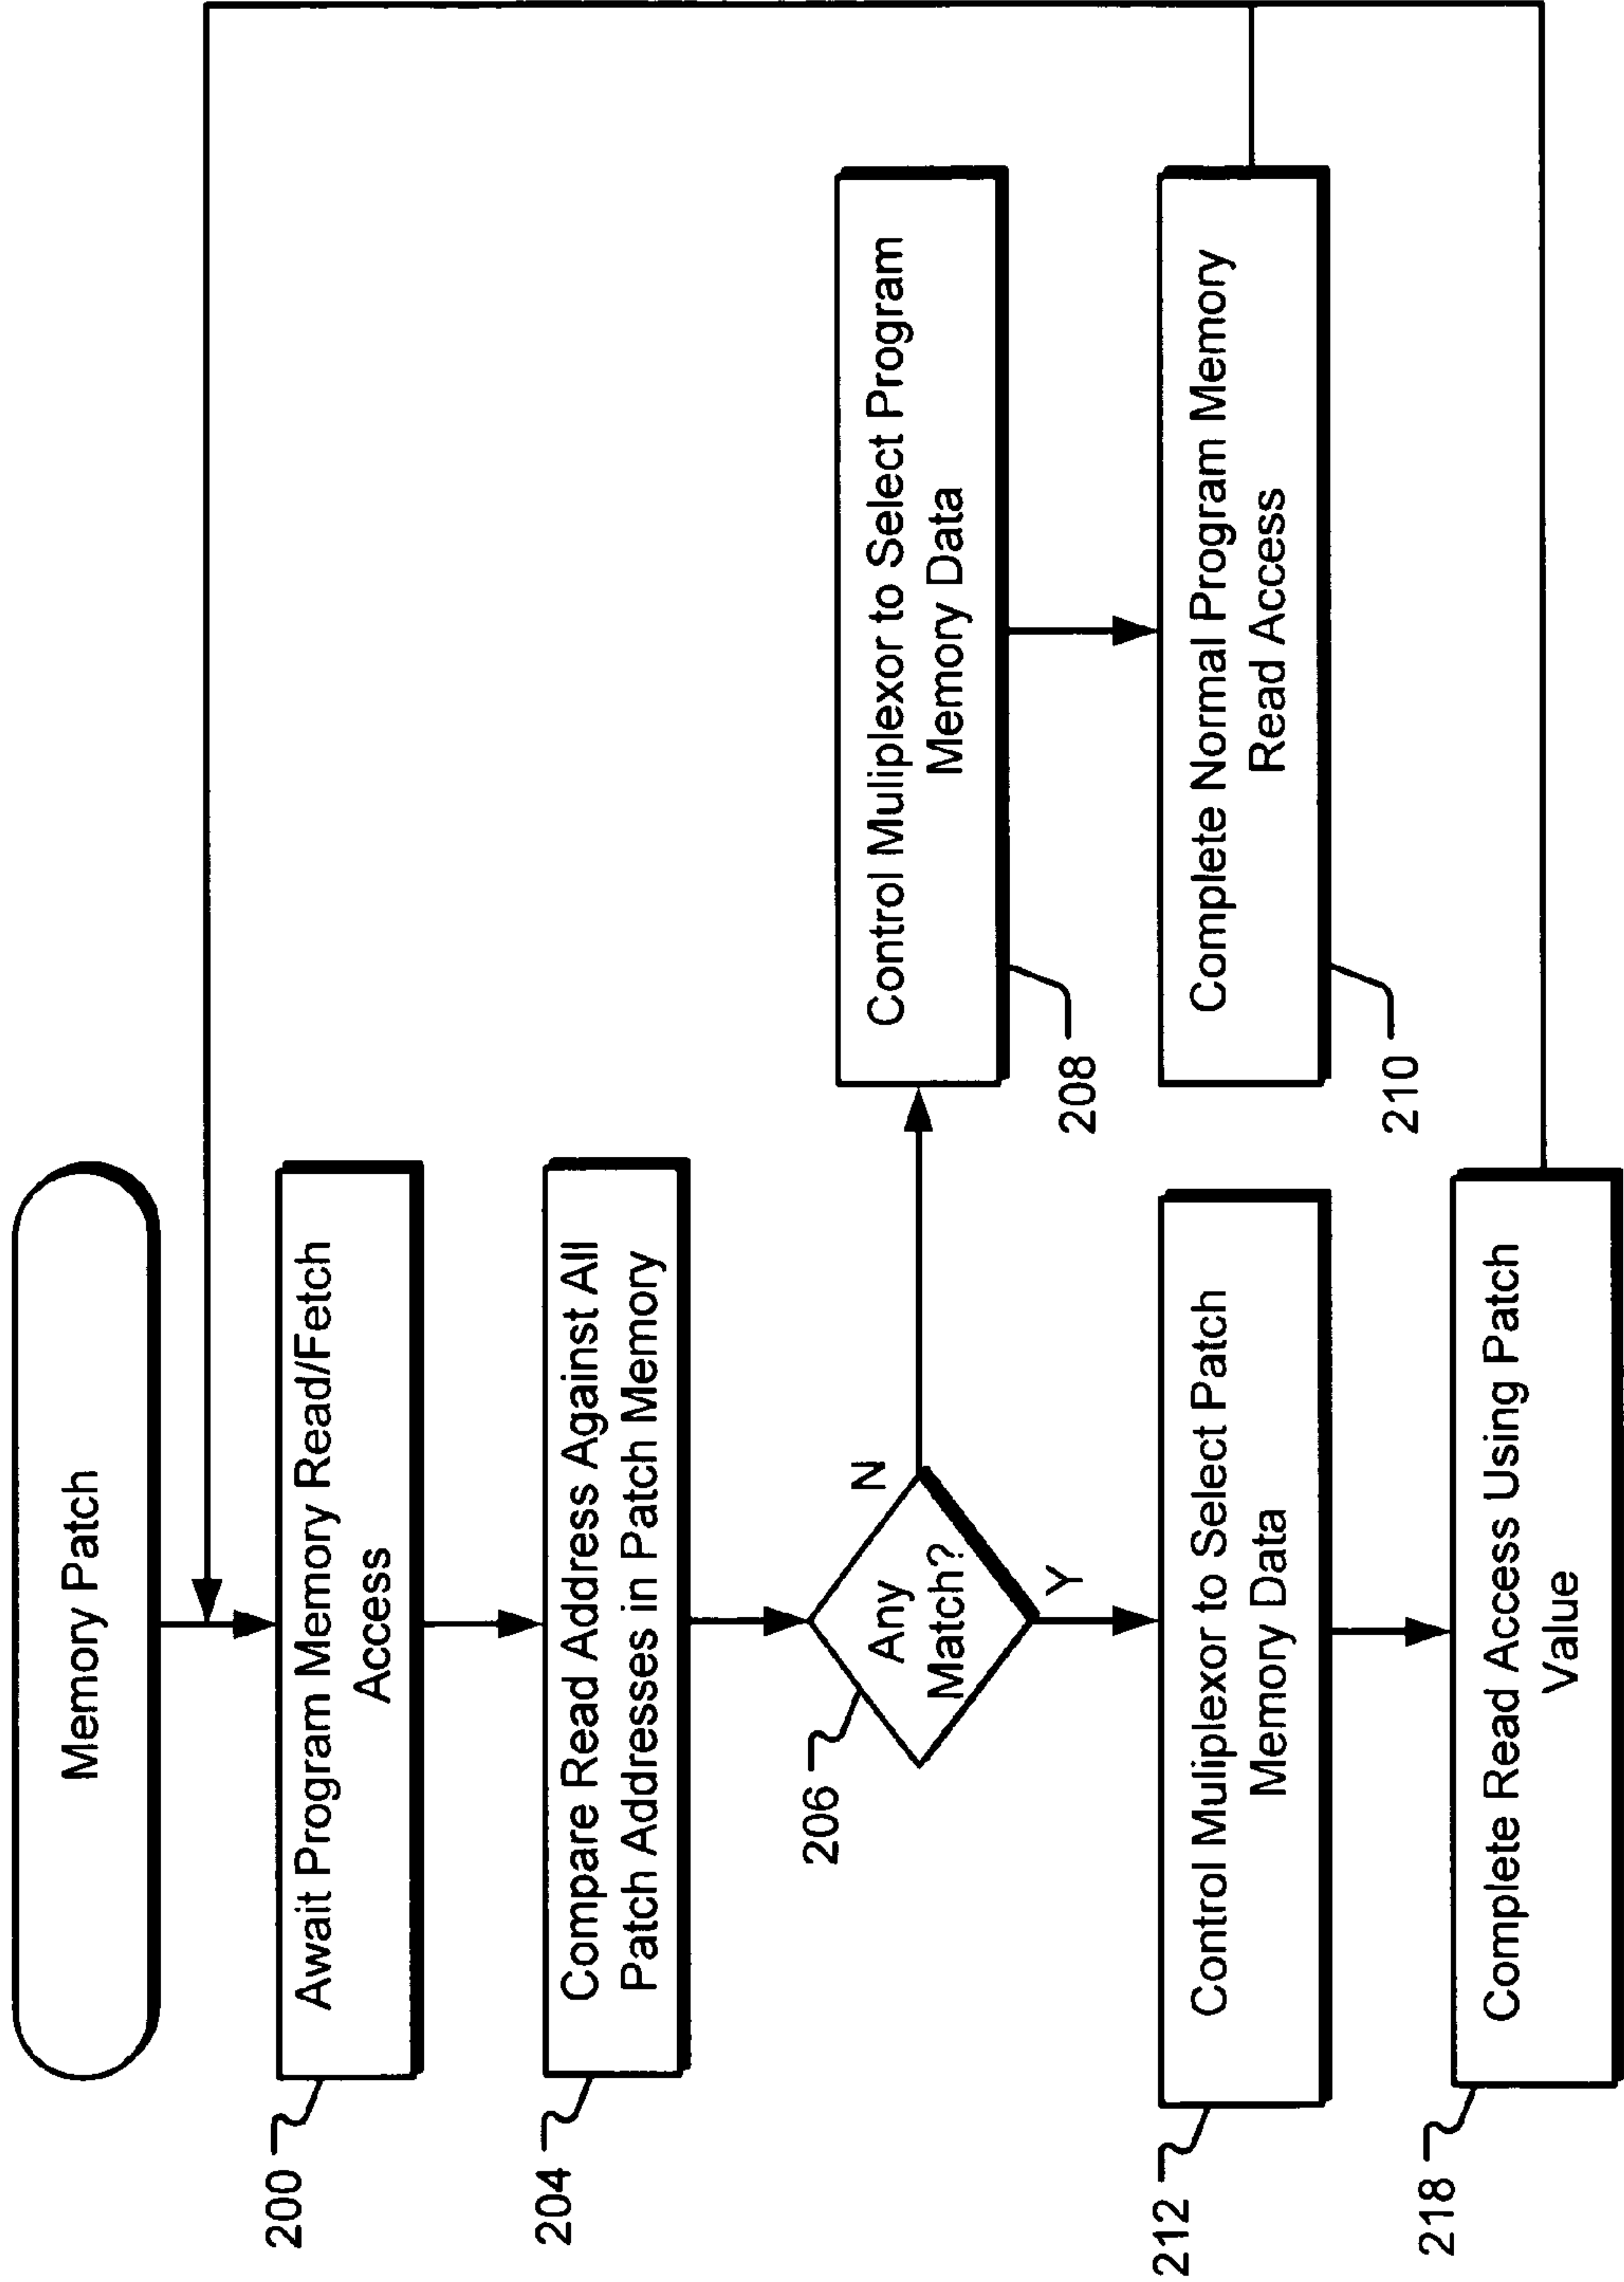 Memory Patch
200
Await Program Memory Read/Fetch
Access
204
Compare Read Address Against All
Patch Addresses in Patch Memory
206
Any
Match?
N
Y
Control Muliplexor to Select Program
Memory Data
208
Complete Normal Program Memory
Read Access
210
212
Control Muliplexor to Select Patch
Memory Data
218
Complete Read Access Using Patch
Value